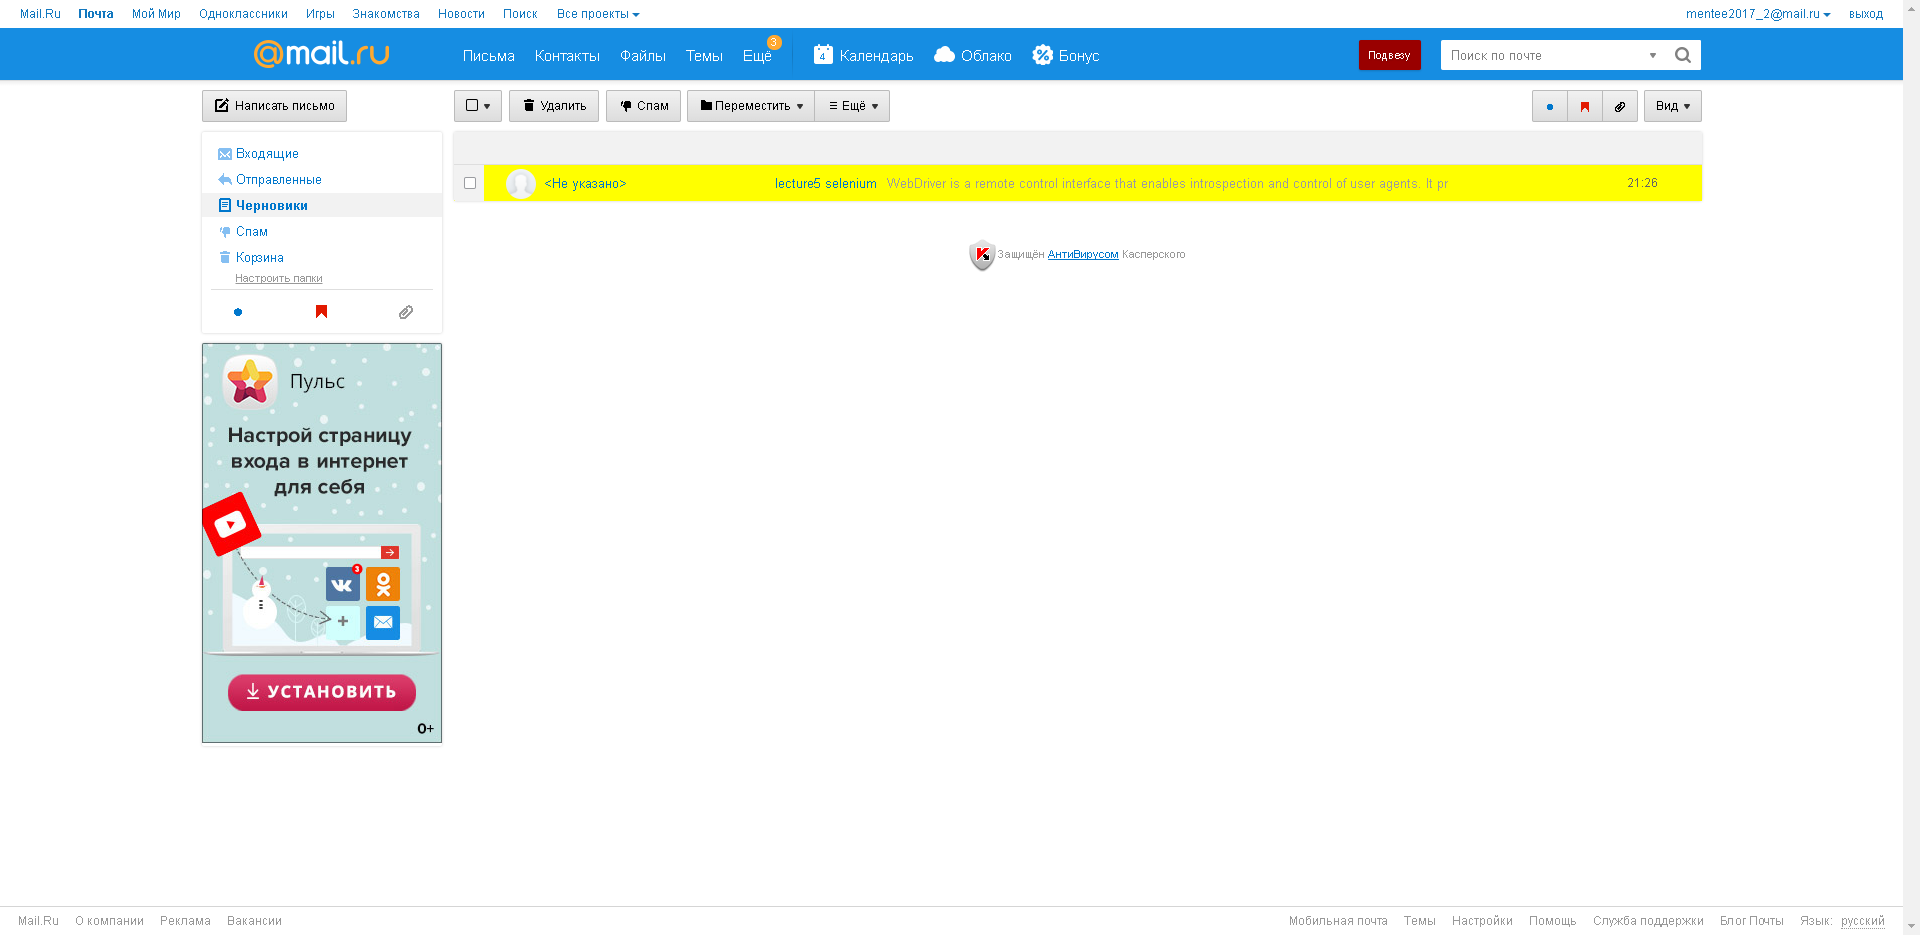 Mail.Ru Почта Мой Мир Одноклассники Игры Знакомства Новости Поиск Все проекты mentee2017_2@mail.ru выход
@mail.ru Письма Контакты Файлы Темы Ещё 3 4 Календарь Облако Бонус Подвезу Поиск по почте
Написать письмо Удалить Спам Переместить Ещё Вид
Входящие
Отправленные
Черновики
Спам
Корзина
Настроить папки
<Не указано> lecture5 selenium WebDriver is a remote control interface that enables introspection and control of user agents. It pr 21:26
Защищён АнтиВирусом Касперского
Пульс
Настрой страницу
входа в интернет
для себя
3
УСТАНОВИТЬ
0+
Mail.Ru О компании Реклама Вакансии Мобильная почта Темы Настройки Помощь Служба поддержки Блог Почты Язык: русский